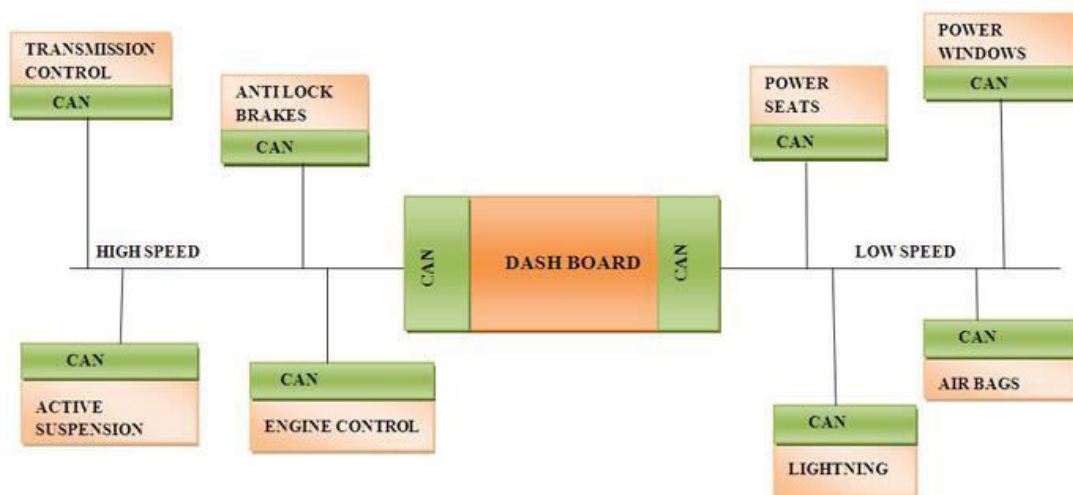 TRANSMISSION
CONTROL
CAN
ANTI LOCK
BRAKES
CAN
POWER
SEATS
CAN
POWER
WINDOWS
CAN
HIGH SPEED
CAN
DASH BOARD
CAN
LOW SPEED
CAN
ACTIVE
SUSPENSION
CAN
ENGINE CONTROL
CAN
LIGHTNING
CAN
AIR BAGS